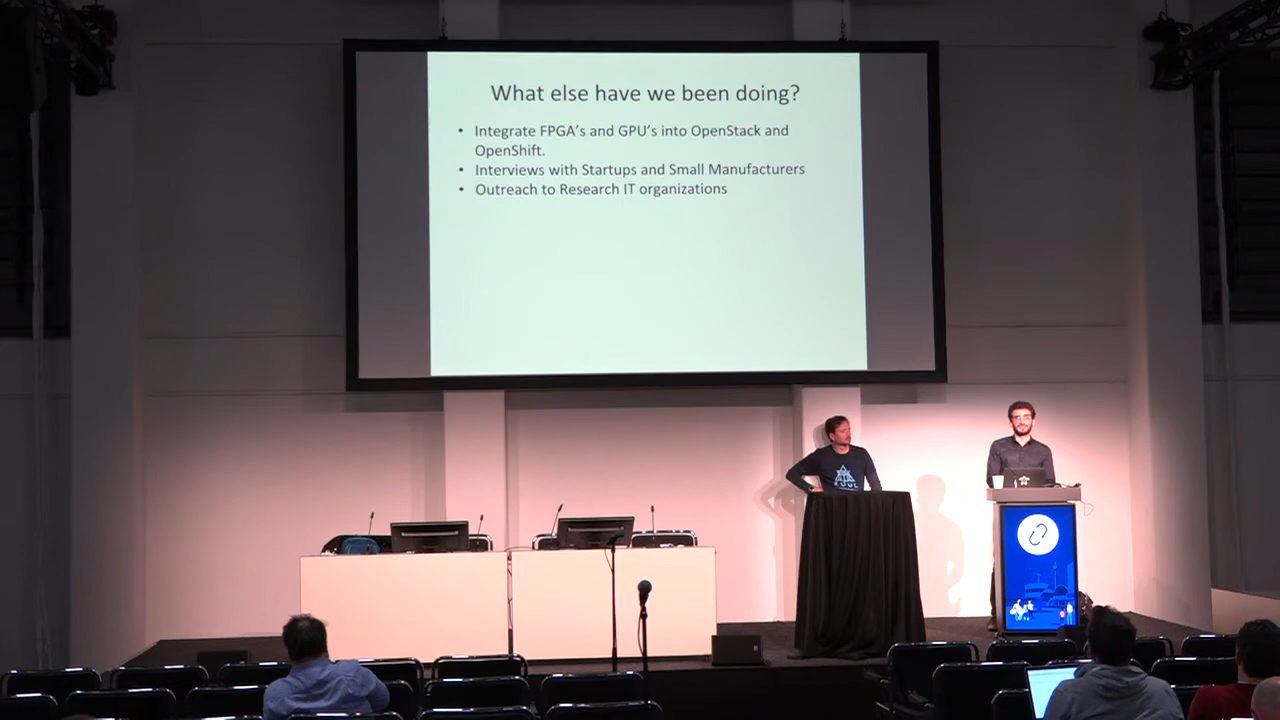 What else have we been doing?
• Integrate FPGA's and GPU's into OpenStack and
OpenShift.
• Interviews with Startups and Small Manufacturers
• Outreach to Research IT organizations
ZUUL